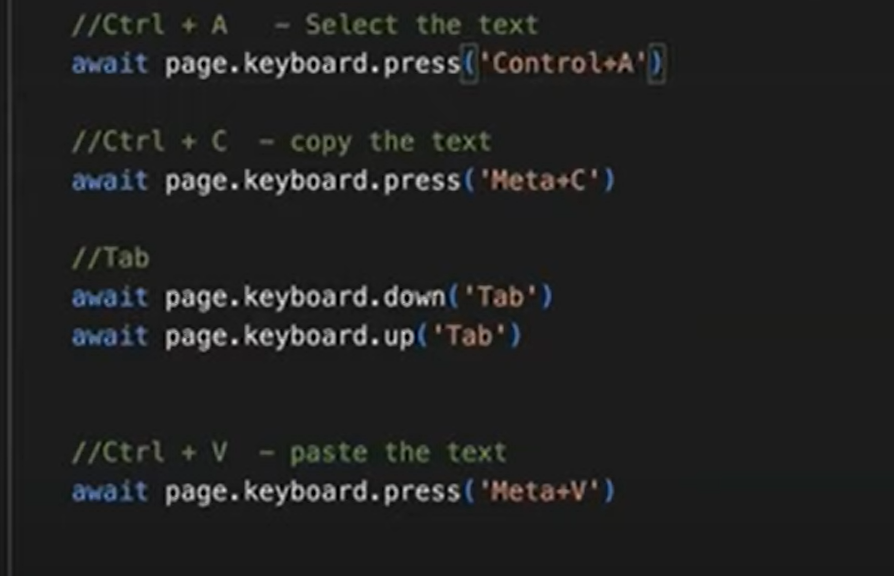 //Ctrl + A   - Select the text
await page.keyboard.press('Control+A')
//Ctrl + C  - copy the text
await page.keyboard.press('Meta+C')
//Tab
await page.keyboard.down('Tab')
await page.keyboard.up('Tab')
//Ctrl + V  - paste the text
await page.keyboard.press('Meta+V')